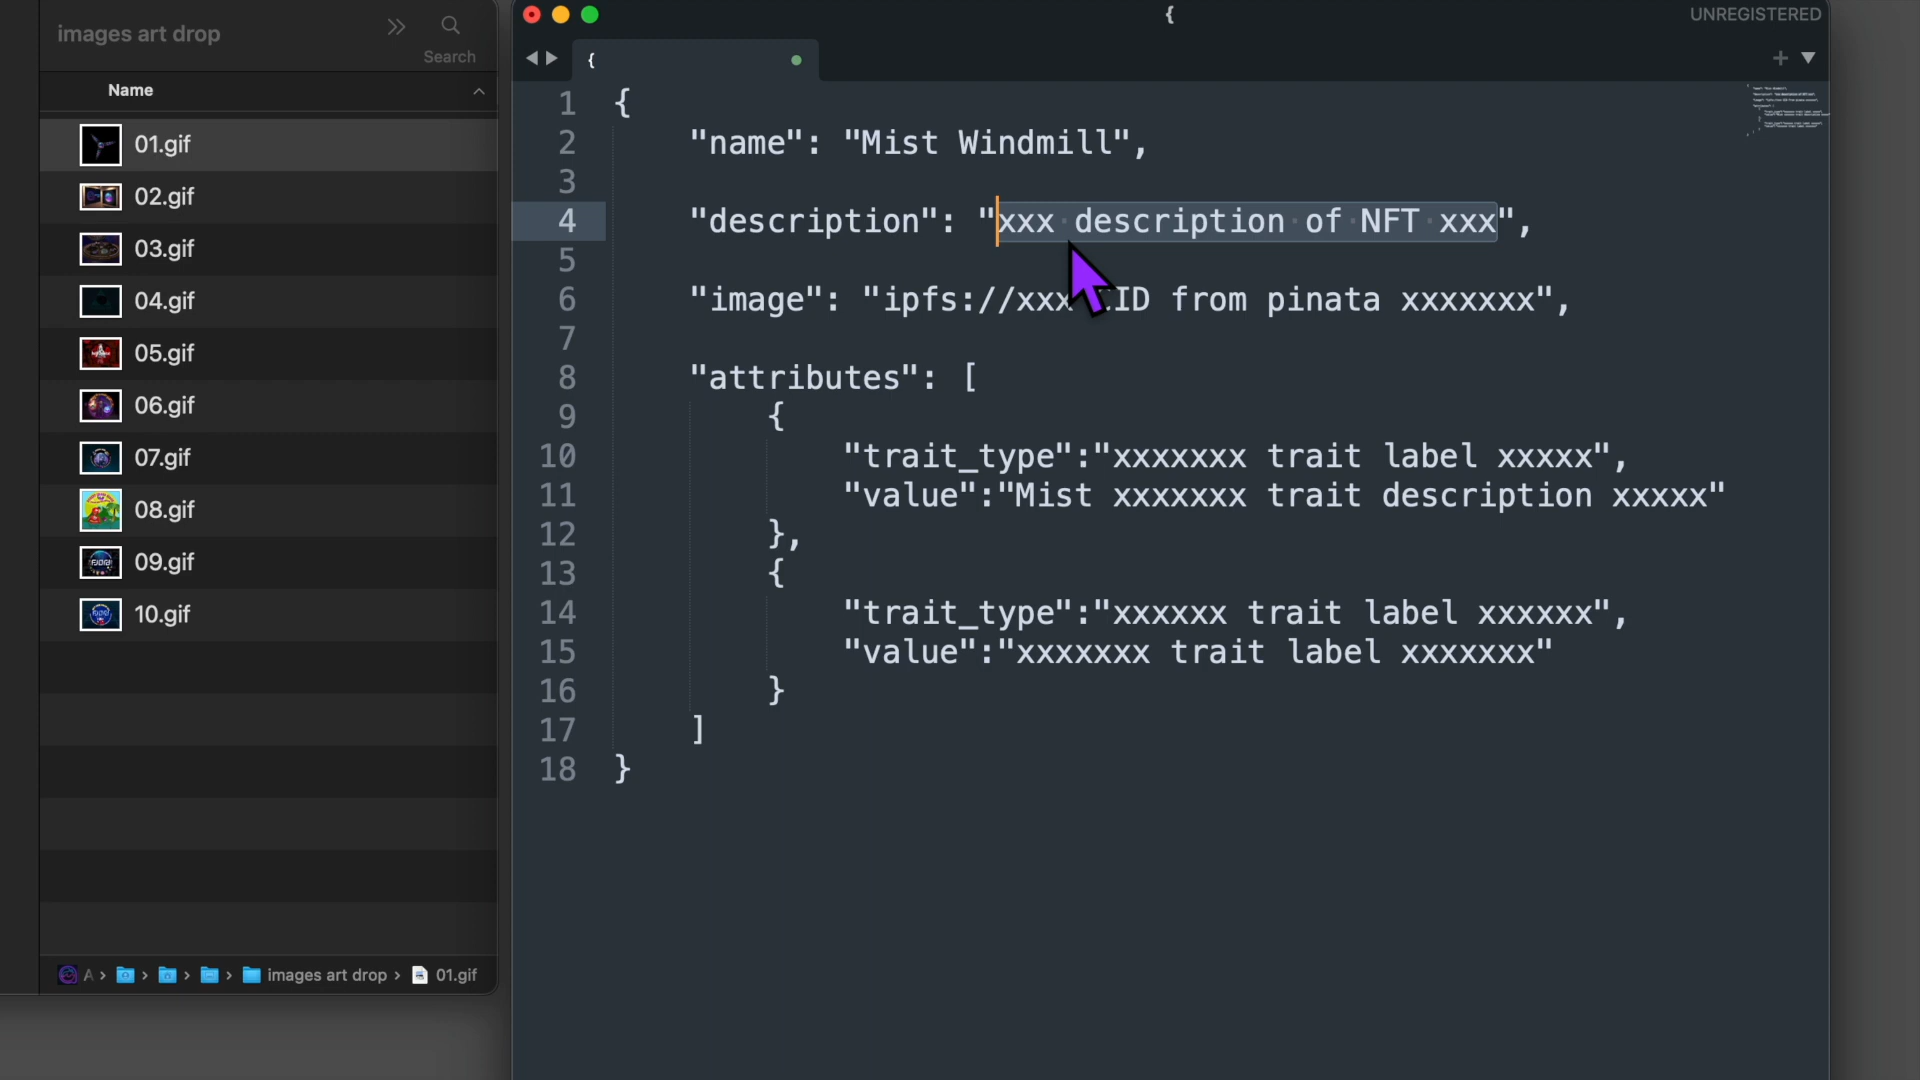 images art drop
Search
Name
01.gif
02.gif
03.gif
04.gif
05.gif
06.gif
07.gif
08.gif
09.gif
10.gif
A
images art drop
01.gif
{
UNREGISTERED
{
1 {
2 "name": "Mist Windmill",
3
4 "description": "xxx description of NFT xxx",
5
6 "image": "ipfs://xxx CID from pinata xxxxxxx",
7
8 "attributes": [
9 {
10 "trait_type":"xxxxxxx trait label xxxxx",
11 "value":"Mist xxxxxxx trait description xxxxx"
12 },
13 {
14 "trait_type":"xxxxxx trait label xxxxxx",
15 "value":"xxxxxxx trait label xxxxxxx"
16 }
17 ]
18 }